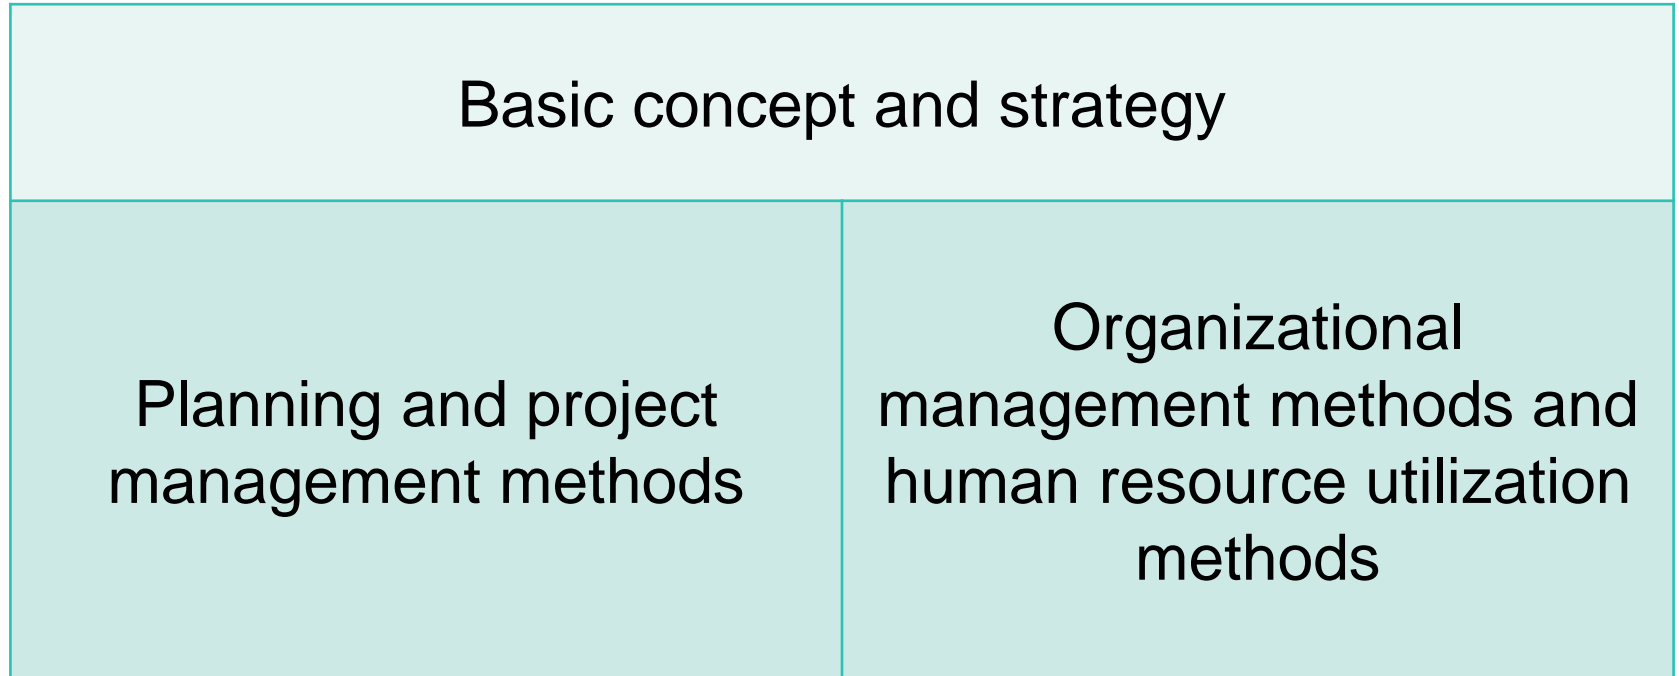 Basic concept and strategy
Planning and project
management methods
Organizational
management methods and
human resource utilization
methods